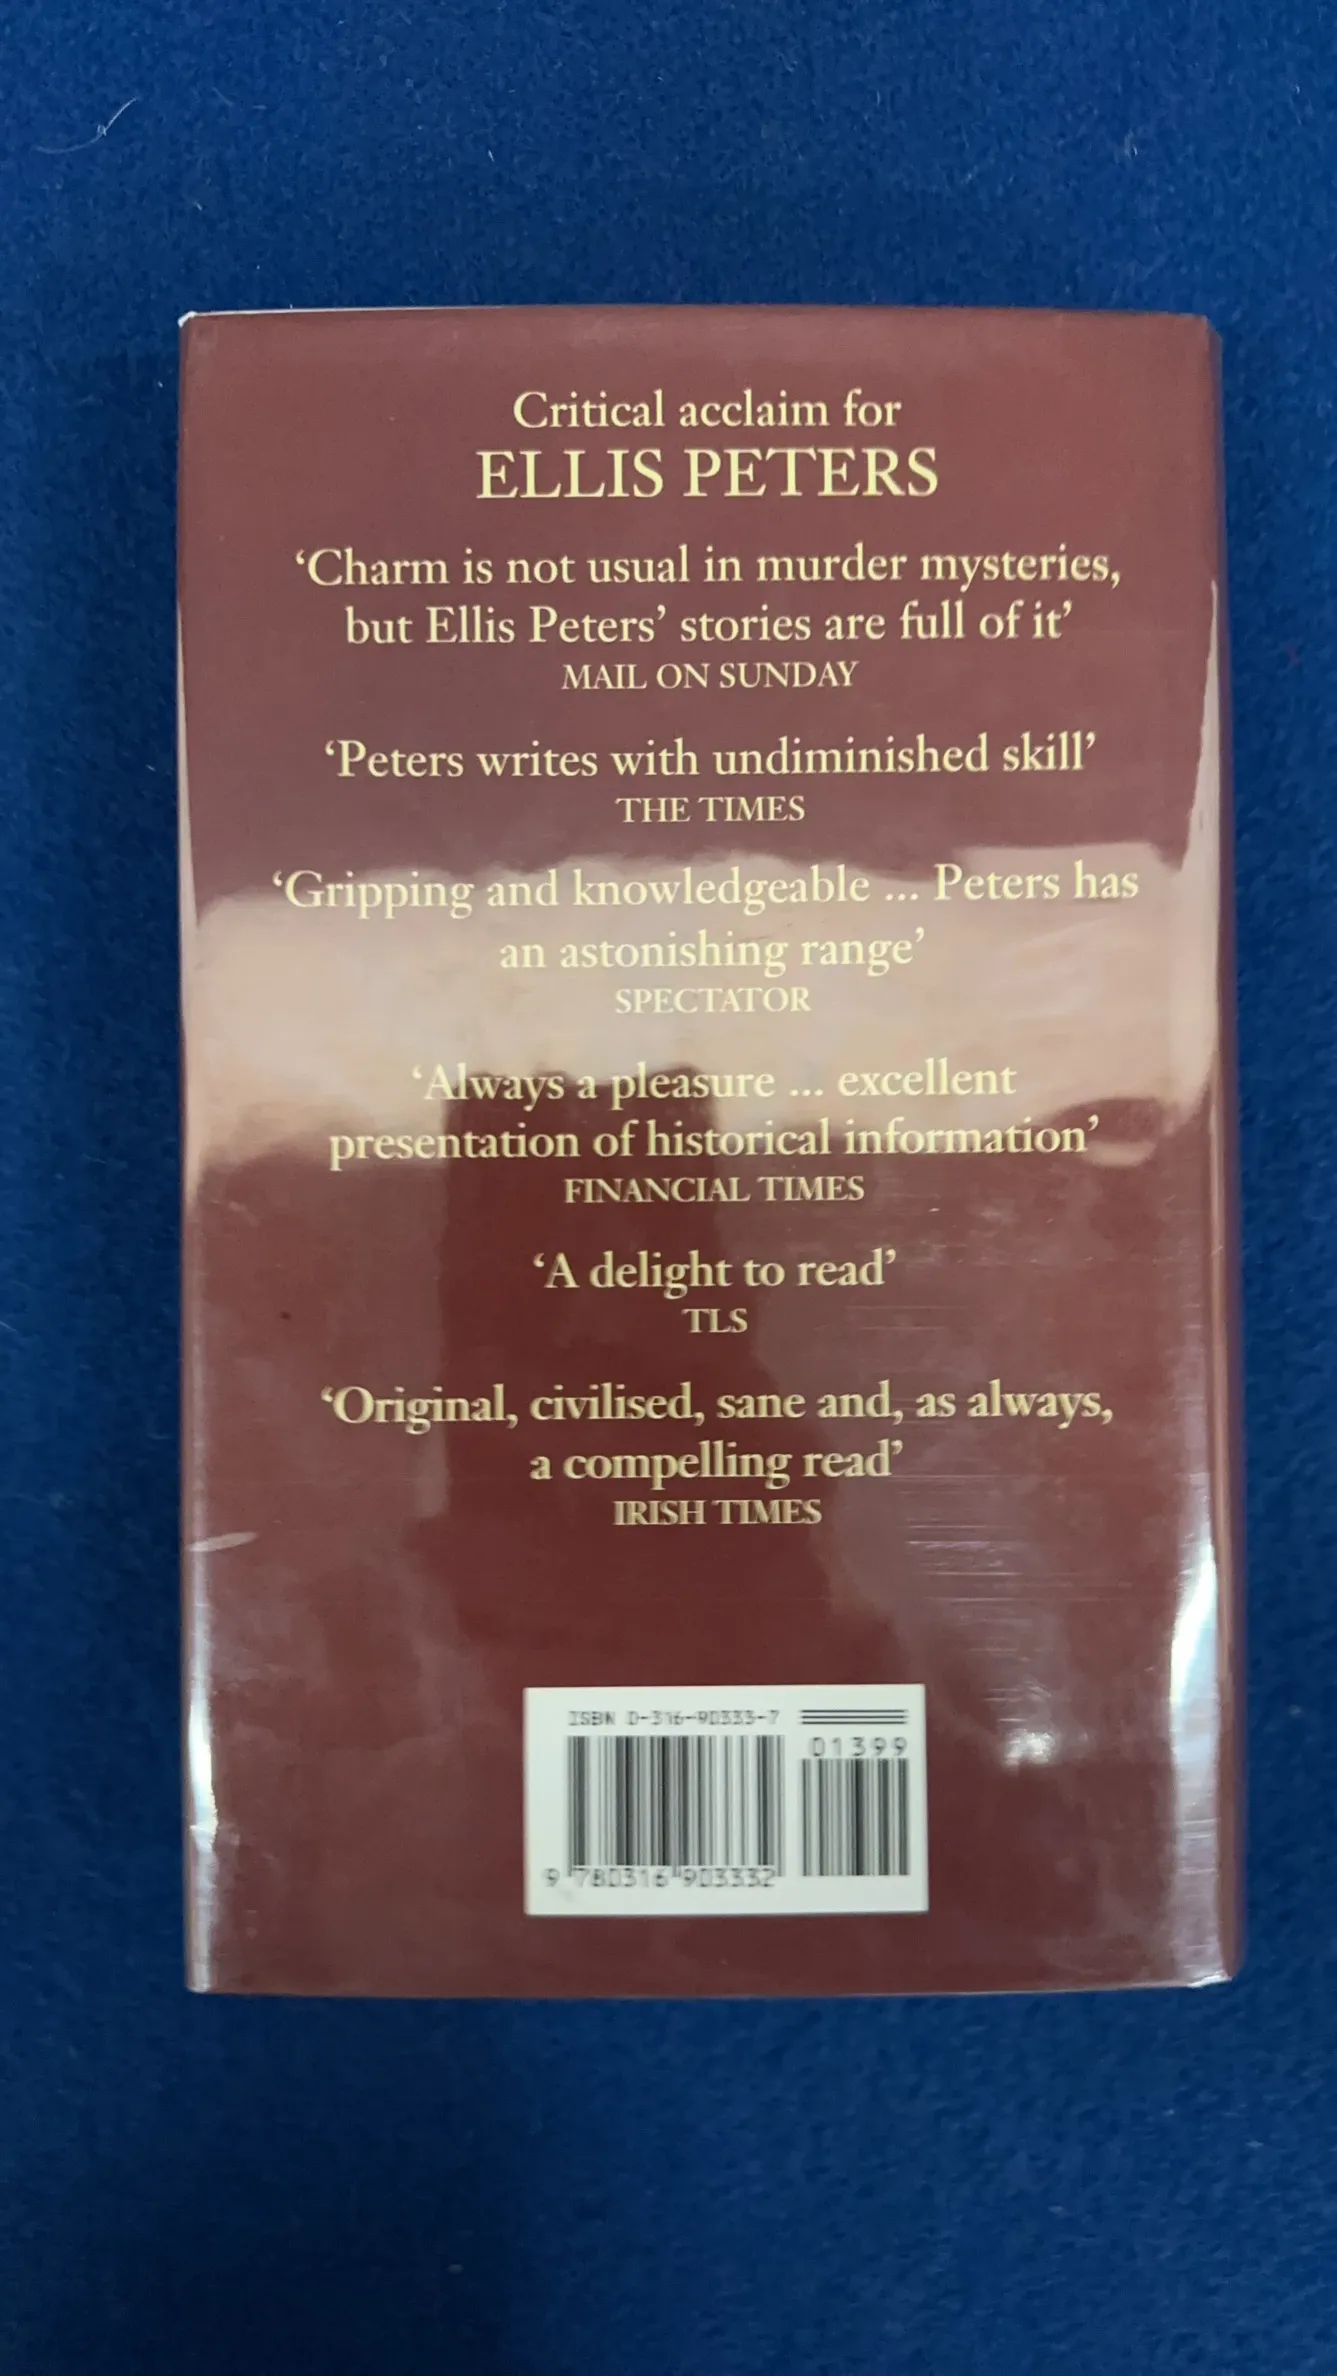 Critical acclaim for
ELLIS PETERS
‘Charm is not usual in murder mysteries,
but Ellis Peters’ stories are full of it’
MAIL ON SUNDAY
‘Peters writes with undiminished skill’
THE TIMES
‘Gripping and knowledgeable ... Peters has
an astonishing range’
SPECTATOR
‘Always a pleasure ... excellent
presentation of historical information’
FINANCIAL TIMES
‘A delight to read’
TLS
‘Original, civilised, sane and, as always,
a compelling read’
IRISH TIMES
ISBN 0-316-90333-7
01399
9 780316 903332